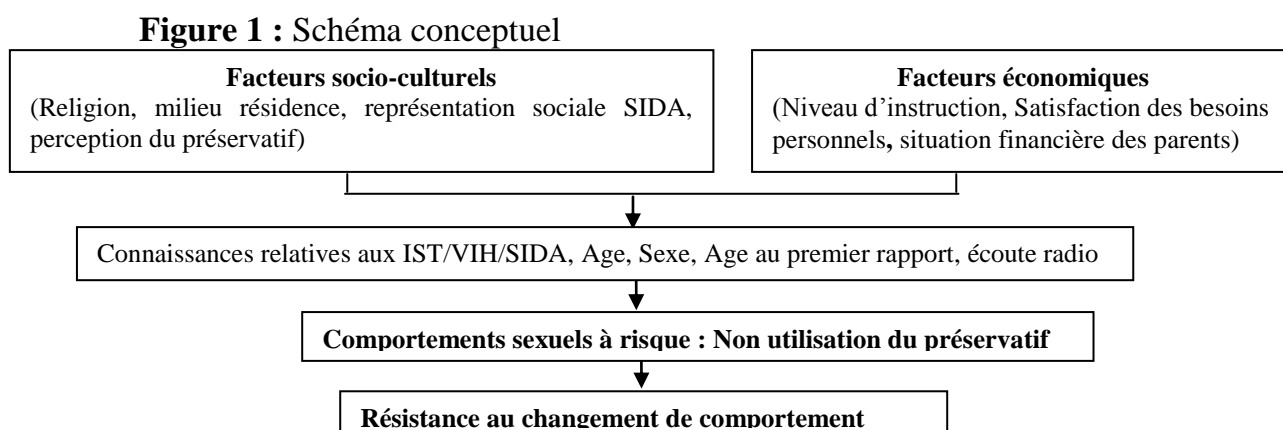 Figure 1 : Schéma conceptuel
Facteurs socio-culturels
(Religion, milieu résidence, représentation sociale SIDA,
perception du préservatif)
Facteurs économiques
(Niveau d’instruction, Satisfaction des besoins
personnels, situation financière des parents)
Connaissances relatives aux IST/VIH/SIDA, Age, Sexe, Age au premier rapport, écoute radio
Comportements sexuels à risque : Non utilisation du préservatif
Résistance au changement de comportement